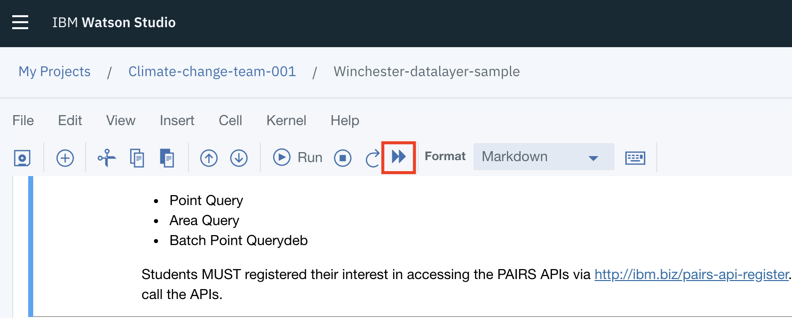 IBM Watson Studio
My Projects / Climate-change-team-001 / Winchester-datalayer-sample
File Edit View Insert Cell Kernel Help
Run Format Markdown
• Point Query
• Area Query
• Batch Point Querydeb
Students MUST registered their interest in accessing the PAIRS APIs via http://ibm.biz/pairs-api-register.
call the APIs.